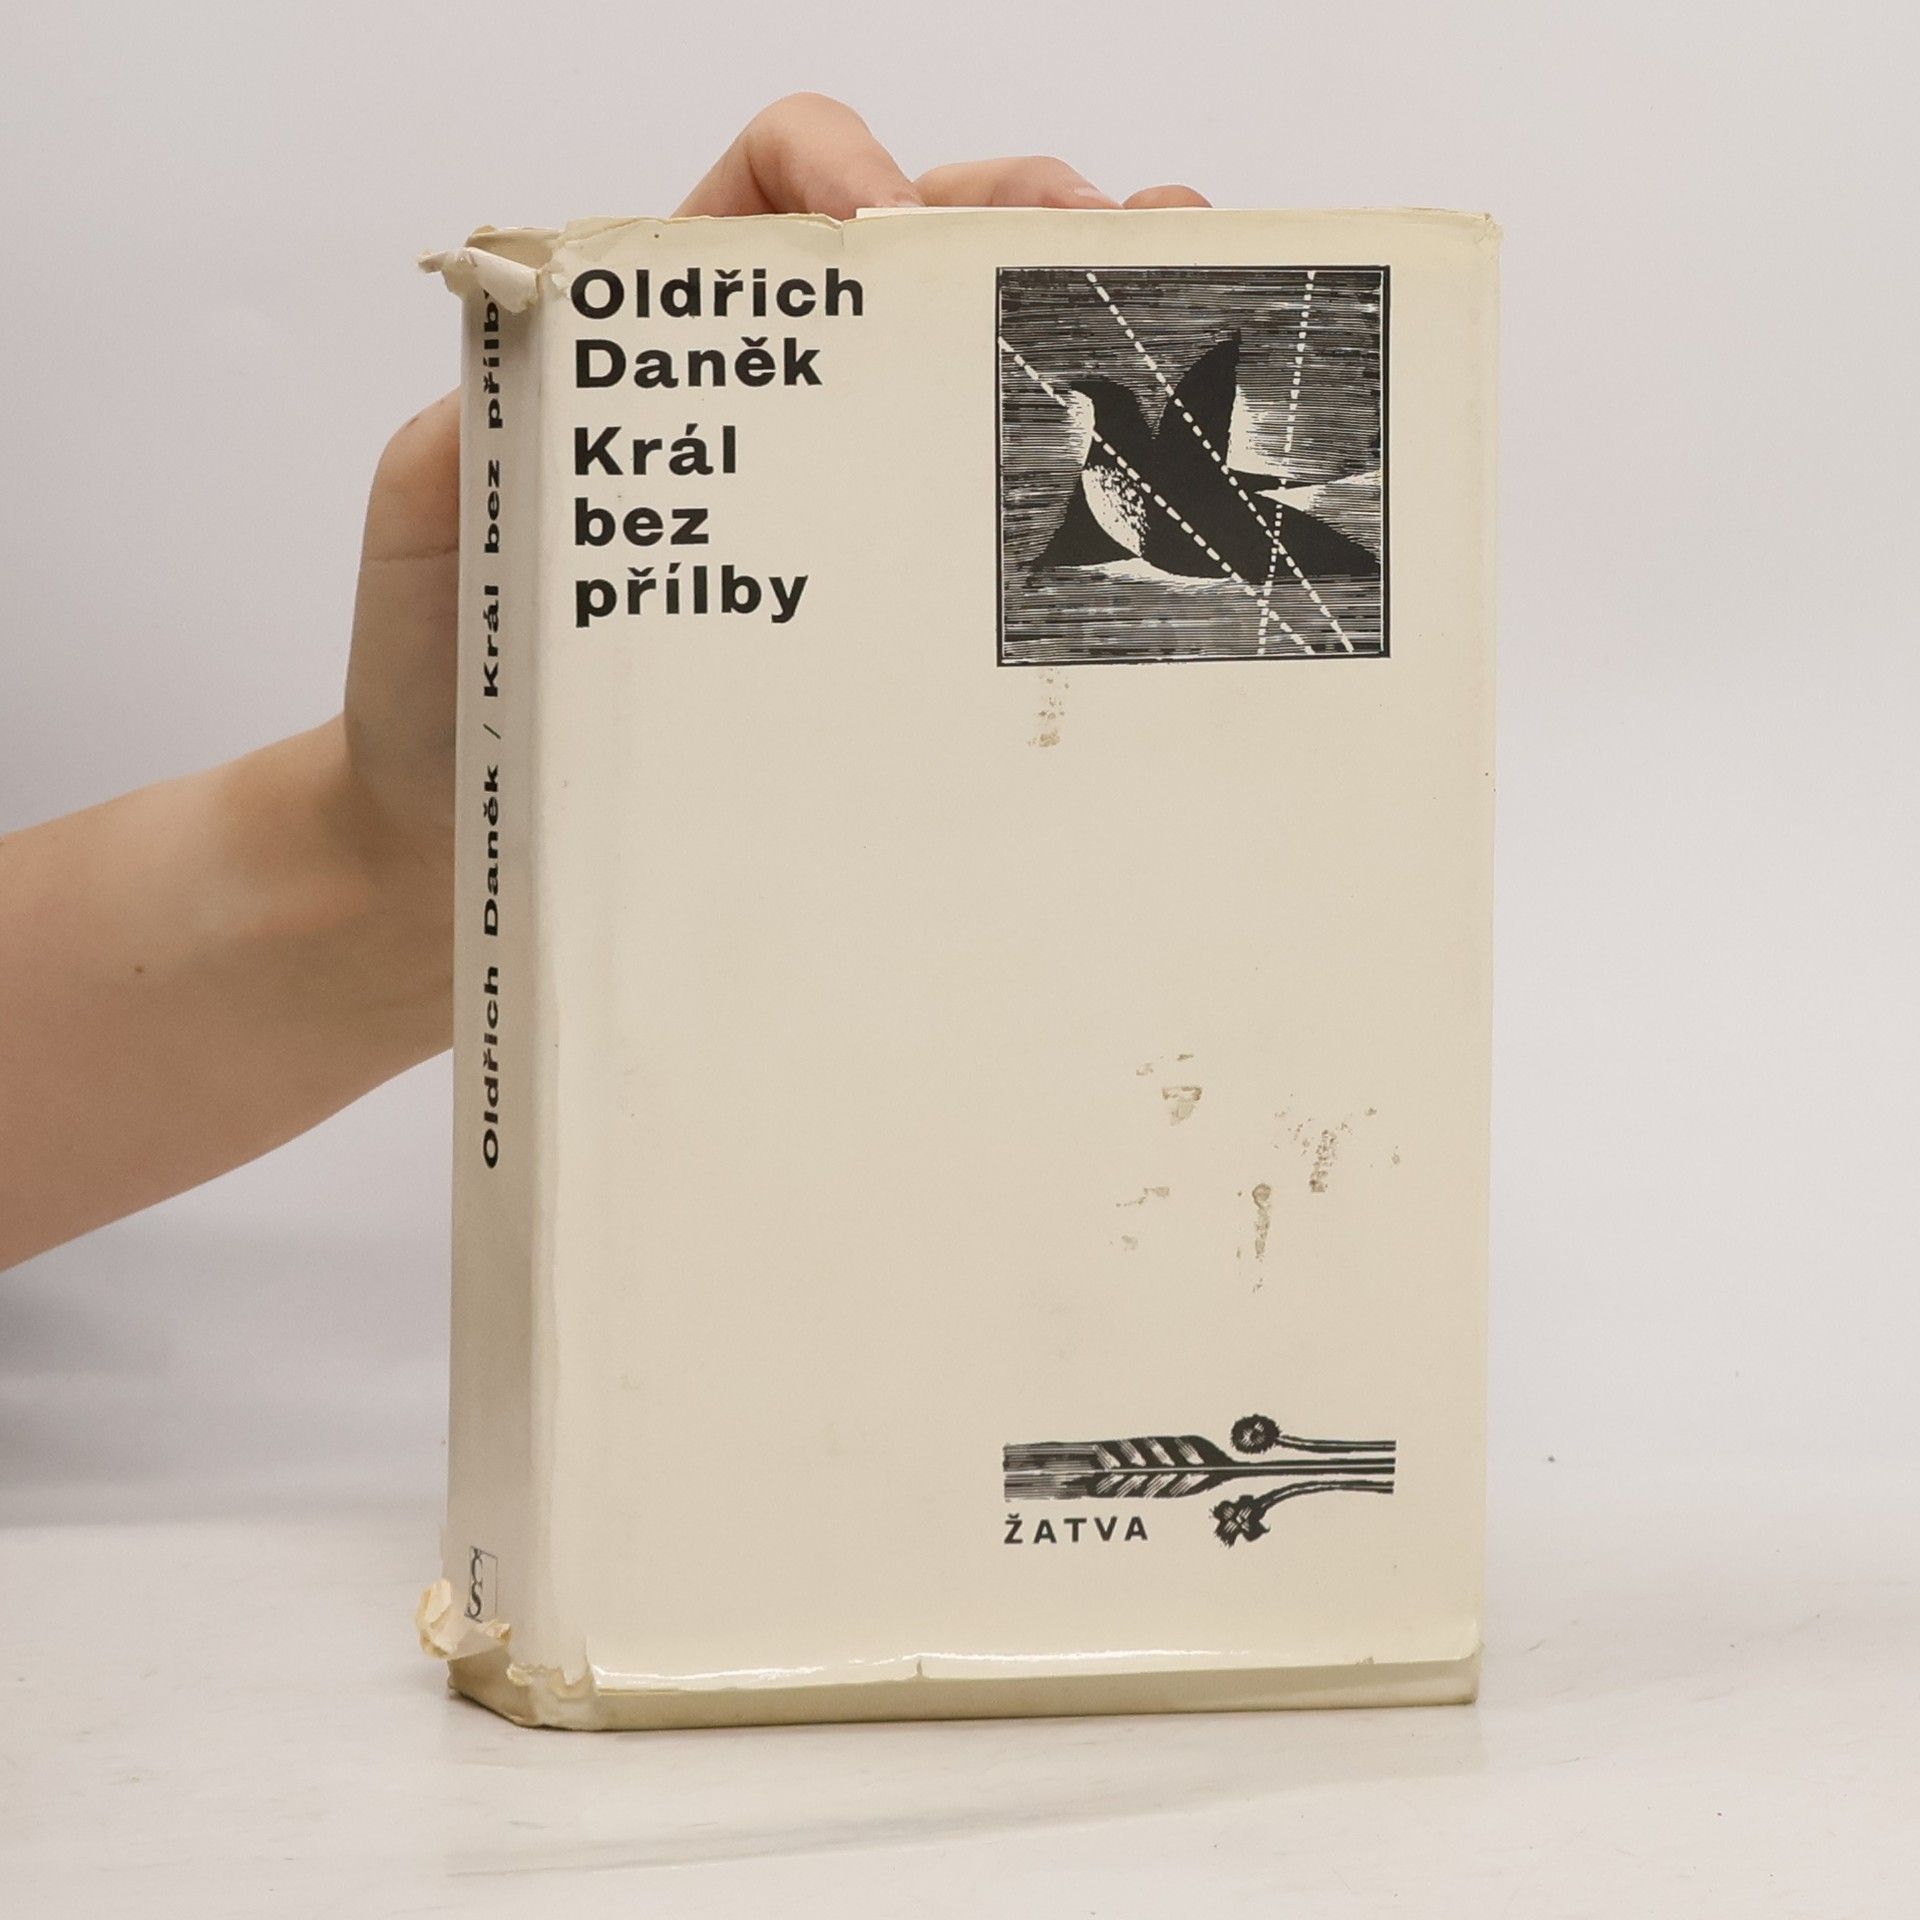 Oldřich
Daněk
Král
bez
přílby
ŽATVA
Oldřich Daněk / Král bez přílby
ČS